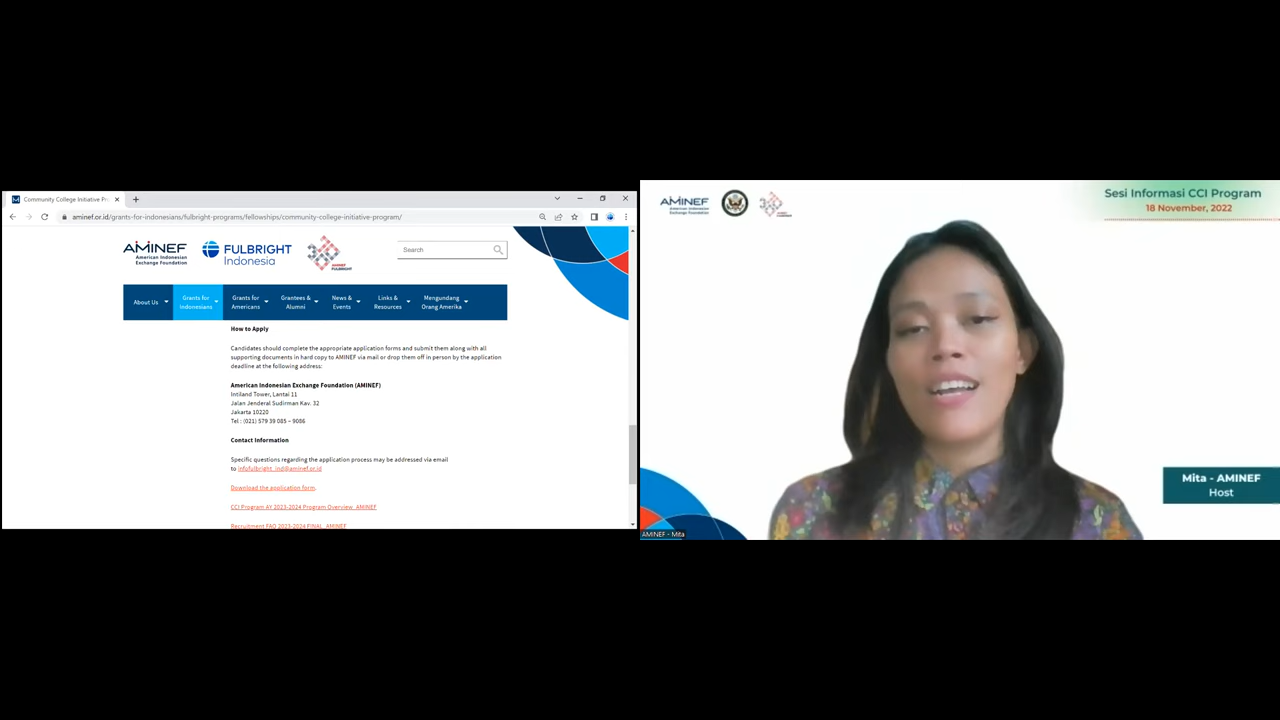 Community College Initiative Pr
aminef.or.id/grants-for-indonesians/fulbright-programs/fellowships/community-college-initiative-program/
AMINEF
American Indonesian
Exchange Foundation
FULBRIGHT
Indonesia
AMINEF
FULBRIGHT
Search
About Us
Grants for
Indonesians
Grants for
Americans
Grantees &
Alumni
News &
Events
Links &
Resources
Mengundang
Orang Amerika
How to Apply
Candidates should complete the appropriate application forms and submit them along with all
supporting documents in hard copy to AMINEF via mail or drop them off in person by the application
deadline at the following address:
American Indonesian Exchange Foundation (AMINEF)
Intiland Tower, Lantai 11
Jalan Jenderal Sudirman Kav. 32
Jakarta 10220
Tel : (021) 579 39 085 – 9086
Contact Information
Specific questions regarding the application process may be addressed via email
to infofulbright_ind@aminef.or.id
Download the application form.
CCI Program AY 2023-2024 Program Overview_AMINEF
Recruitment FAQ 2023-2024 FINAL_AMINEF
AMINEF
American Indonesian
Exchange Foundation
Sesi Informasi CCI Program
18 November, 2022
Mita - AMINEF
Host
AMINEF - Mita